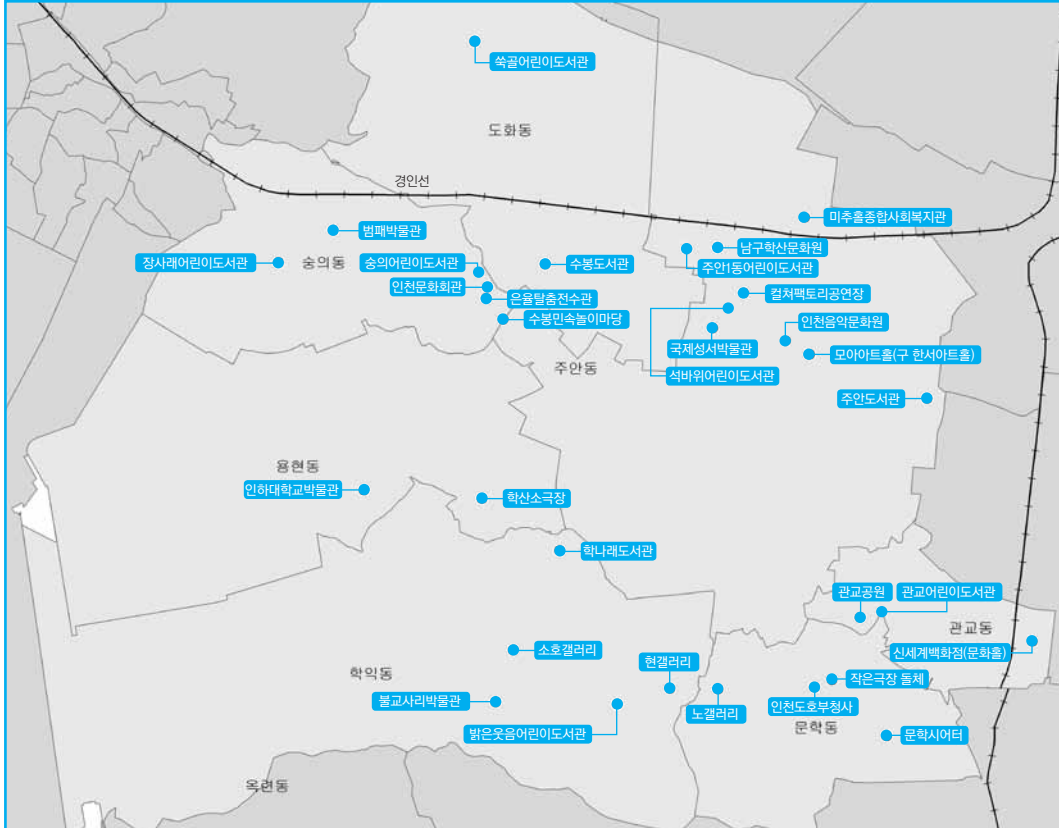 쑥골어린이도서관
도화동
경인선
미추홀종합사회복지관
범패박물관
남구학산문화원
장사래어린이도서관
숭의동
숭의어린이도서관
수봉도서관
주안1동어린이도서관
인천문화회관
은율탈춤전수관
컬쳐팩토리공연장
수봉민속놀이마당
인천음악문화원
국제성서박물관
모아아트홀(구 한서아트홀)
주안동
석바위어린이도서관
주안도서관
용현동
인하대학교박물관
학산소극장
학나래도서관
관교공원
관교어린이도서관
관교동
소호갤러리
신세계백화점(문화홀)
현갤러리
학익동
작은극장 돌체
불교사리박물관
노갤러리
인천도호부청사
밝은웃음어린이도서관
문학동
문학시어터
옥련동